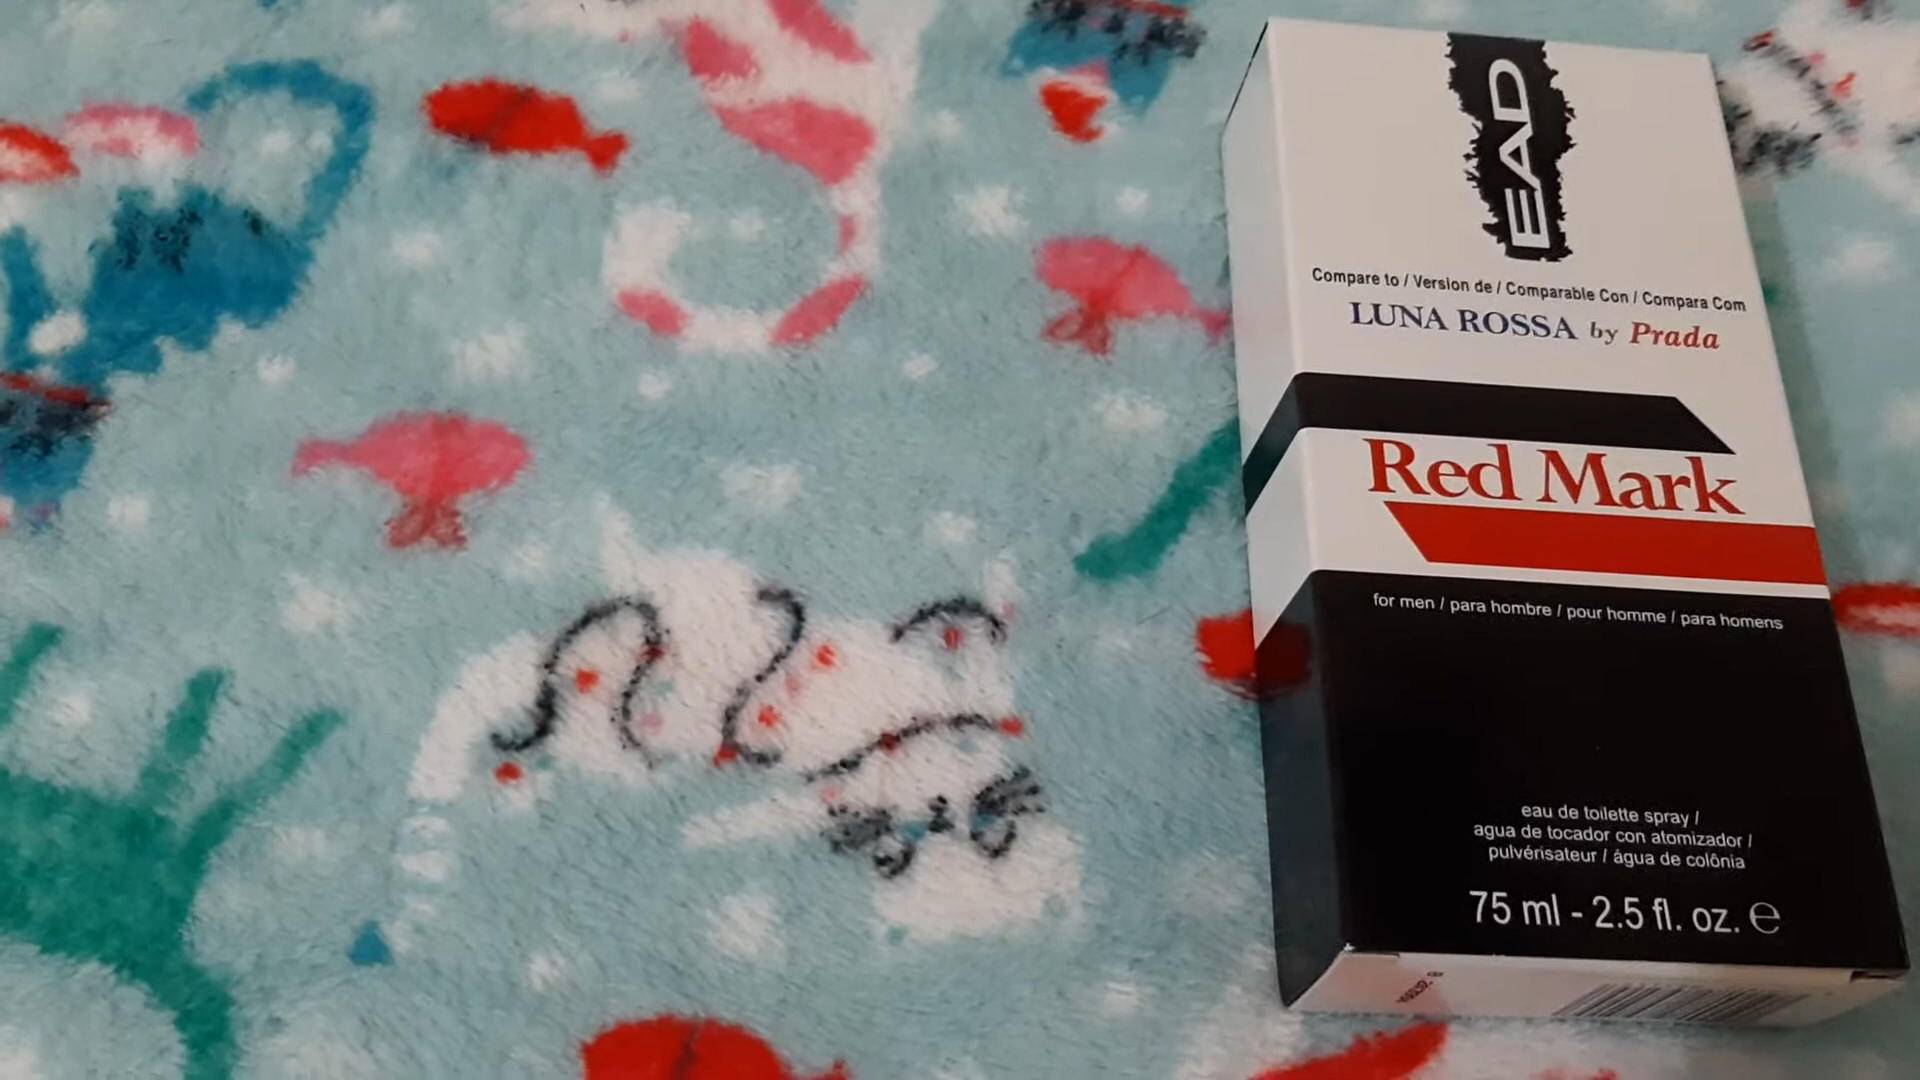 EAD
Compare to / Version de / Comparable Con / Compara Com
LUNA ROSSA by Prada
Red Mark
for men / para hombre / pour homme / para homens
eau de toilette spray /
agua de tocador con atomizador /
pulvérisateur / água de colônia
75 ml - 2.5 fl. oz. ℮